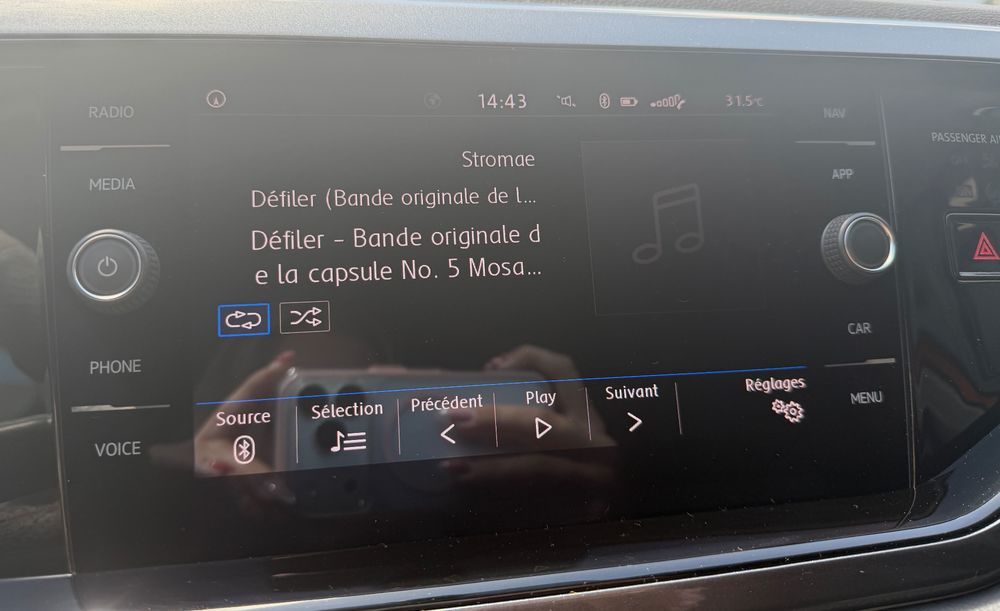 RADIO
MEDIA
PHONE
VOICE
14:43
31.5°C
Stromae
Défiler (Bande originale de l...
Défiler - Bande originale d
e la capsule No. 5 Mosa...
Source
Sélection
Précédent
Play
Suivant
Réglages
NAV
APP
CAR
MENU
PASSENGER